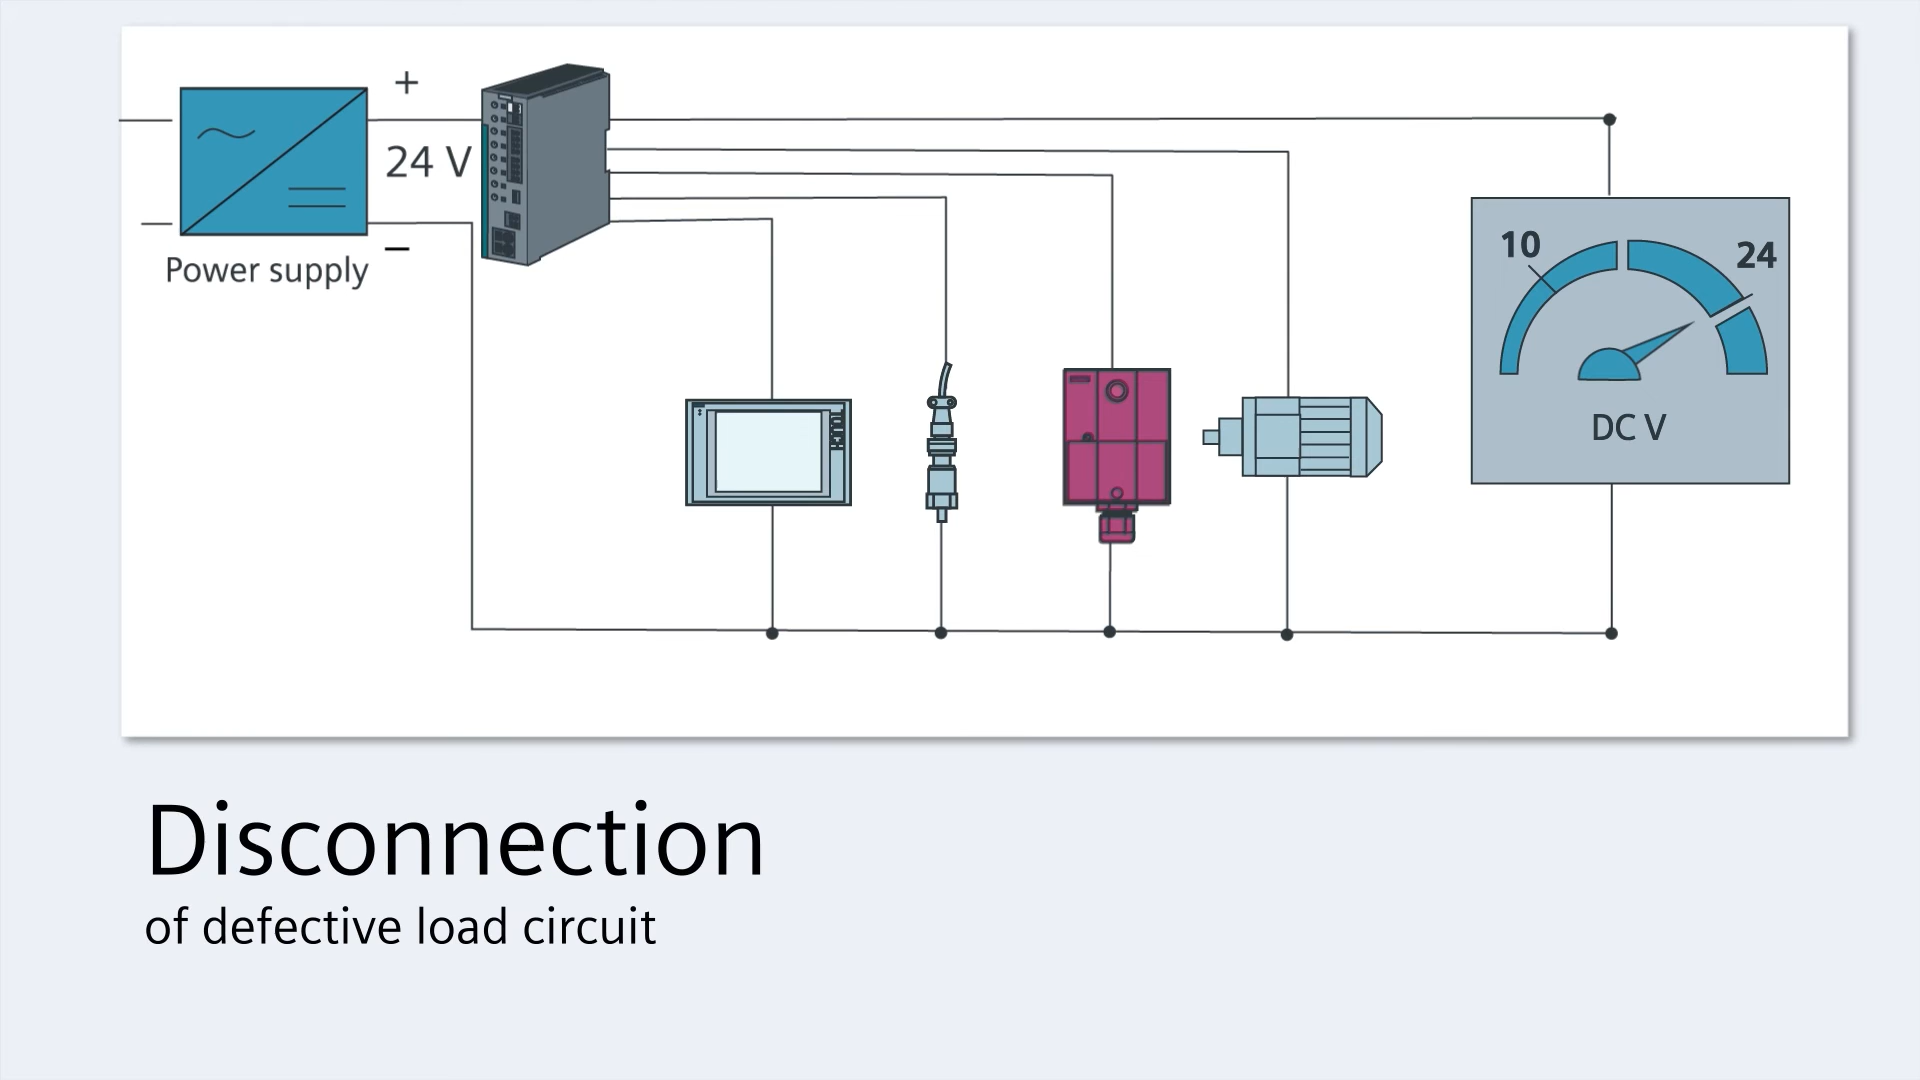 +
24 V
−
Power supply
10
24
DC V
Disconnection
of defective load circuit